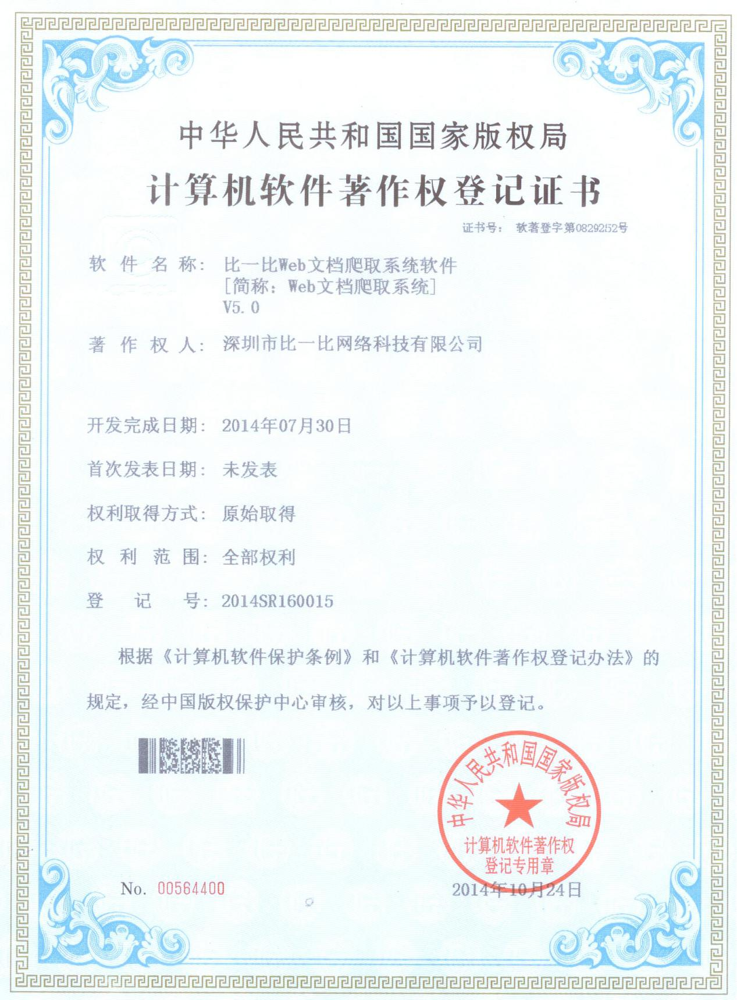 中华人民共和国国家版权局
计算机软件著作权登记证书
证书号： 软著登字第0829252号
软件名称： 比一比Web文档爬取系统软件
[简称：Web文档爬取系统]
V5.0
著作权人： 深圳市比一比网络科技有限公司
开发完成日期： 2014年07月30日
首次发表日期： 未发表
权利取得方式： 原始取得
权利范围： 全部权利
登记号： 2014SR160015
根据《计算机软件保护条例》和《计算机软件著作权登记办法》的
规定，经中国版权保护中心审核，对以上事项予以登记。
中华人民共和国国家版权局
计算机软件著作权
登记专用章
No. 00564400
2014年10月24日